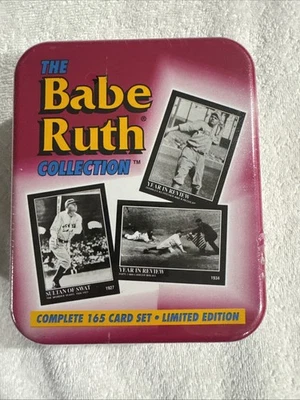 THE
Babe
Ruth®
COLLECTION™
YEAR IN REVIEW
SULTAN OF SWAT
1927
YEAR IN REVIEW
COMPLETE 165 CARD SET • LIMITED EDITION